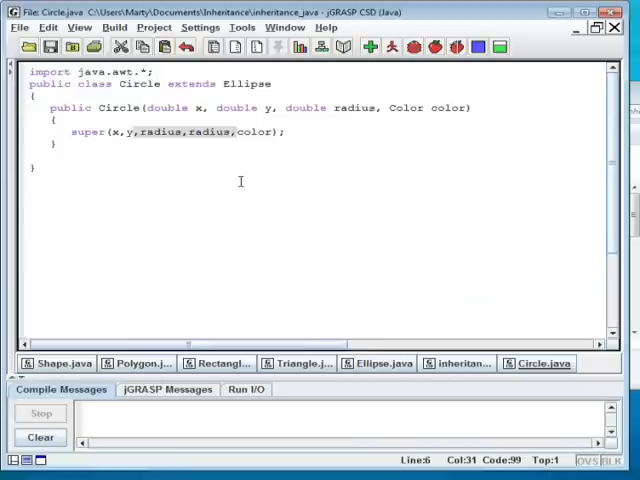 File: Circle.java C:\Users\Marty\Documents\Inheritance\inheritance_java - jGRASP CSD (Java)
File Edit View Build Project Settings Tools Window Help
import java.awt.*;
public class Circle extends Ellipse
{
public Circle(double x, double y, double radius, Color color)
{
super(x,y,radius,radius,color);
}
}
Shape.java Polygon.j... Rectangl... Triangle.j... Ellipse.java inheritan... Circle.java
Compile Messages jGRASP Messages Run I/O
Stop
Clear
Line:6 Col:31 Code:99 Top:1 OVS BLK